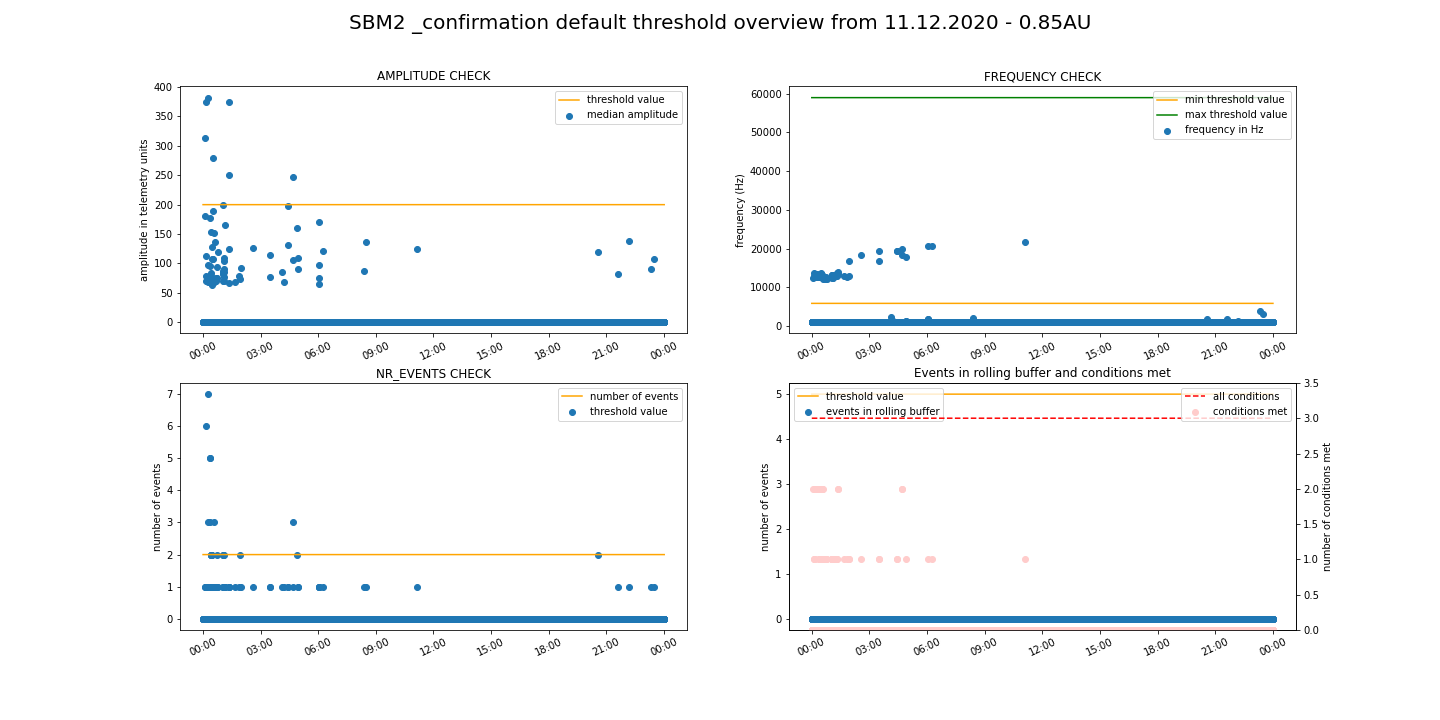 SBM2 _confirmation default threshold overview from 11.12.2020 - 0.85AU
AMPLITUDE CHECK
amplitude in telemetry units
400
350
300
250
200
150
100
50
0
threshold value
median amplitude
00:00 03:00 06:00 09:00 12:00 15:00 18:00 21:00 00:00
FREQUENCY CHECK
frequency (Hz)
60000
50000
40000
30000
20000
10000
0
min threshold value
max threshold value
frequency in Hz
00:00 03:00 06:00 09:00 12:00 15:00 18:00 21:00 00:00
NR_EVENTS CHECK
number of events
7
6
5
4
3
2
1
0
number of events
threshold value
00:00 03:00 06:00 09:00 12:00 15:00 18:00 21:00 00:00
Events in rolling buffer and conditions met
number of events
5
4
3
2
1
0
threshold value
events in rolling buffer
all conditions
conditions met
3.5
3.0
2.5
2.0
1.5
1.0
0.5
0.0
number of conditions met
00:00 03:00 06:00 09:00 12:00 15:00 18:00 21:00 00:00